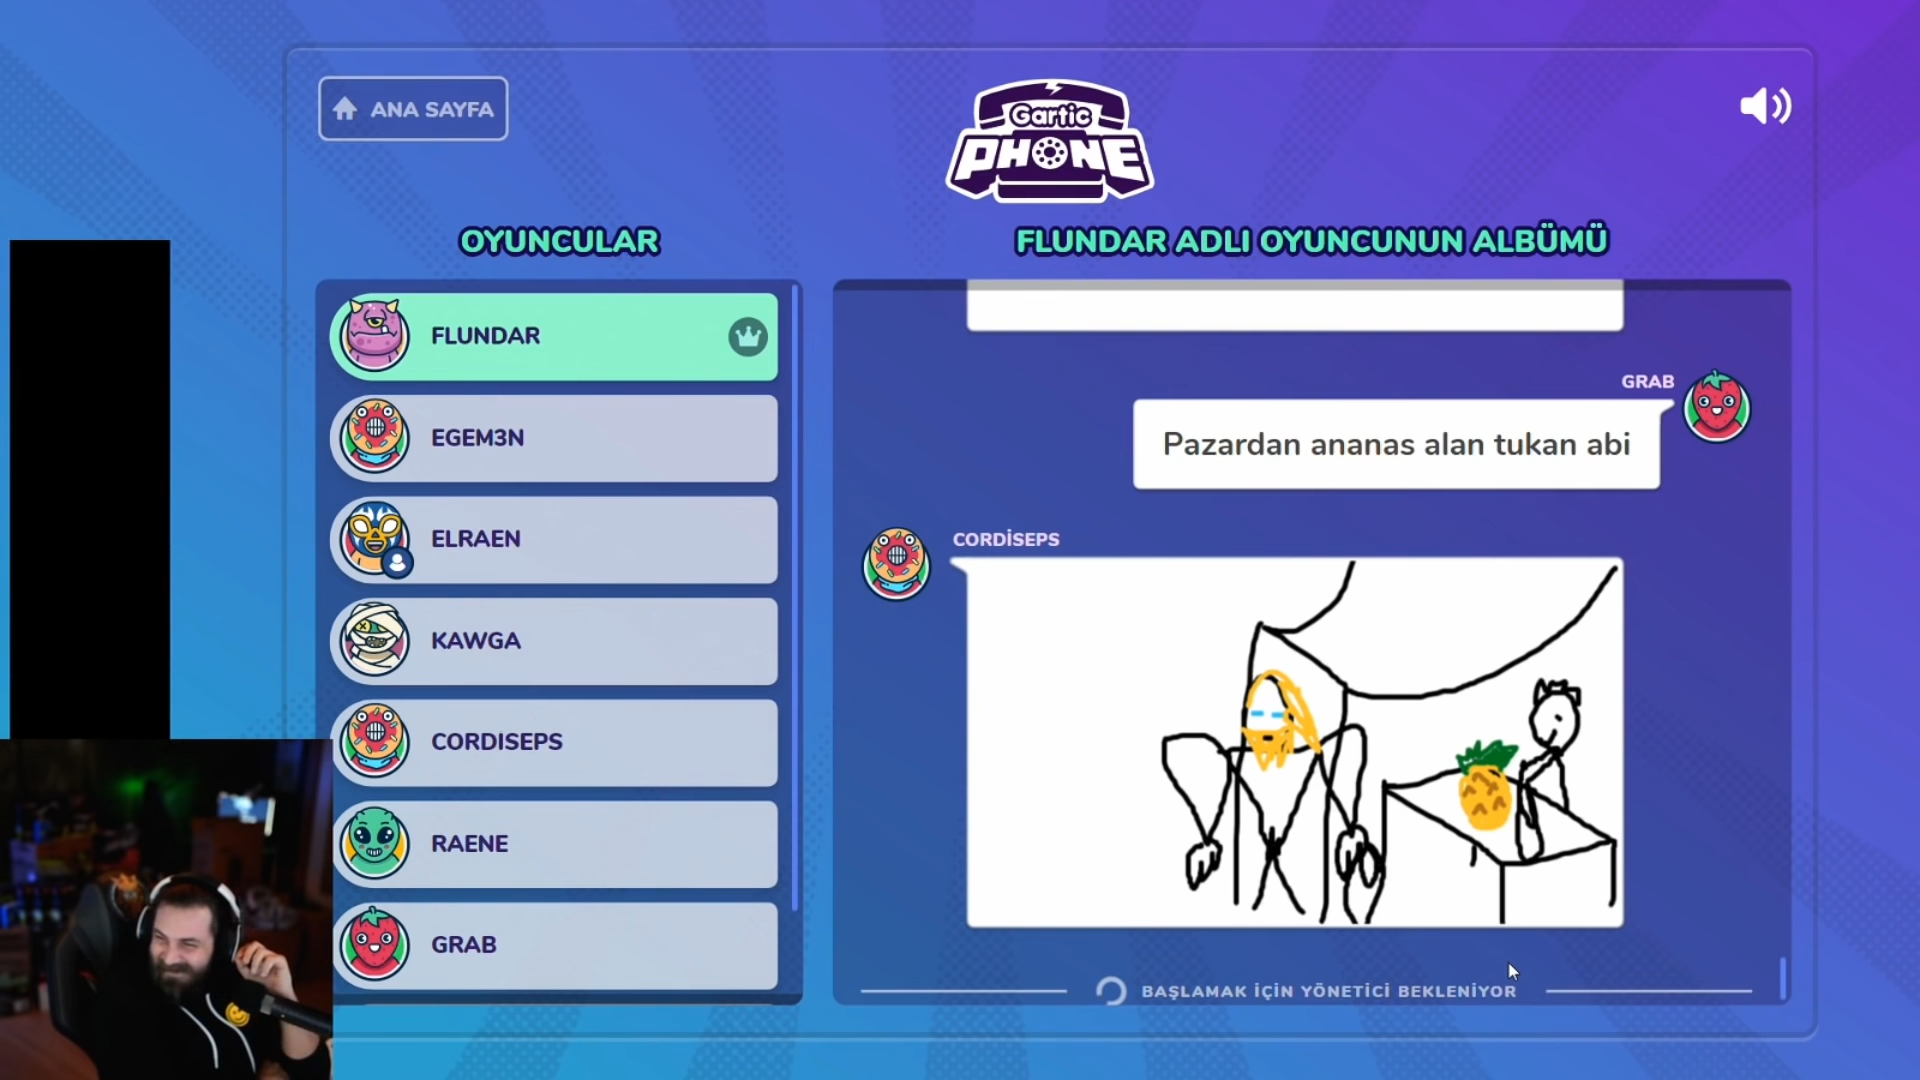 ANA SAYFA
Gartic
PHONE
OYUNCULAR
FLUNDAR ADLI OYUNCUNUN ALBÜMÜ
FLUNDAR
EGEM3N
ELRAEN
KAWGA
CORDISEPS
RAENE
GRAB
GRAB
Pazardan ananas alan tukan abi
CORDİSEPS
BAŞLAMAK İÇİN YÖNETİCİ BEKLENİYOR